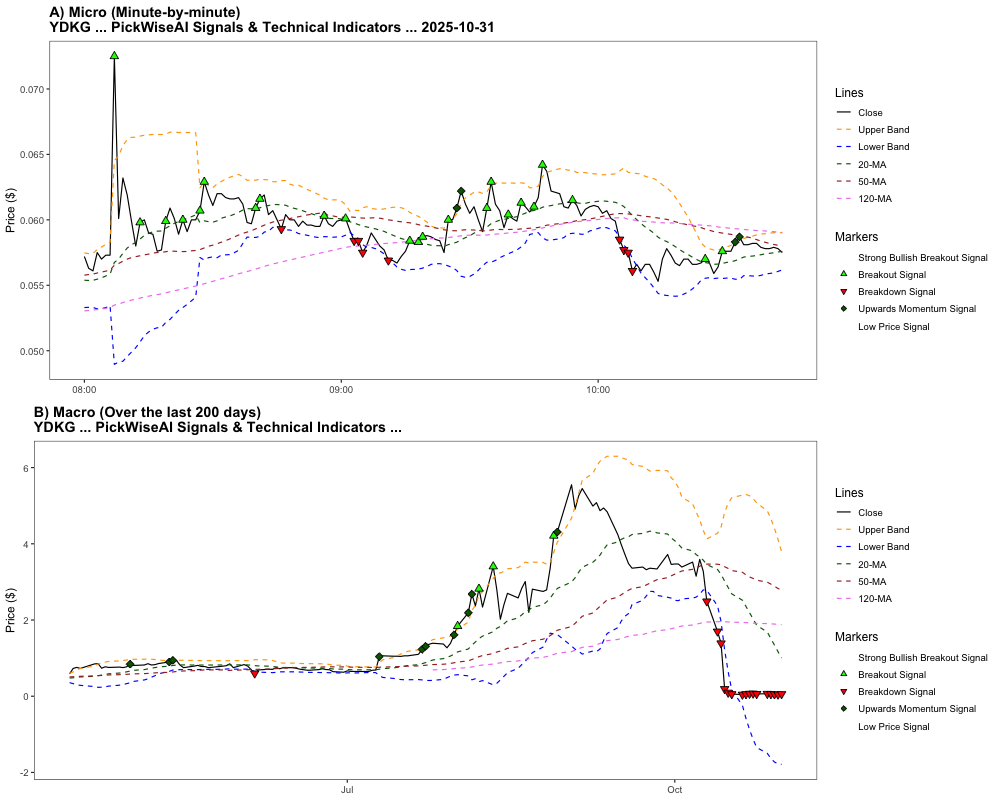 A) Micro (Minute-by-minute)
YDKG ... PickWiseAI Signals & Technical Indicators ... 2025-10-31
Price ($)
0.070
0.065
0.060
0.055
0.050
08:00
09:00
10:00
Lines
Close
Upper Band
Lower Band
20-MA
50-MA
120-MA
Markers
Strong Bullish Breakout Signal
Breakout Signal
Breakdown Signal
Upwards Momentum Signal
Low Price Signal
B) Macro (Over the last 200 days)
YDKG ... PickWiseAI Signals & Technical Indicators ...
Price ($)
6
4
2
0
-2
Jul
Oct
Lines
Close
Upper Band
Lower Band
20-MA
50-MA
120-MA
Markers
Strong Bullish Breakout Signal
Breakout Signal
Breakdown Signal
Upwards Momentum Signal
Low Price Signal